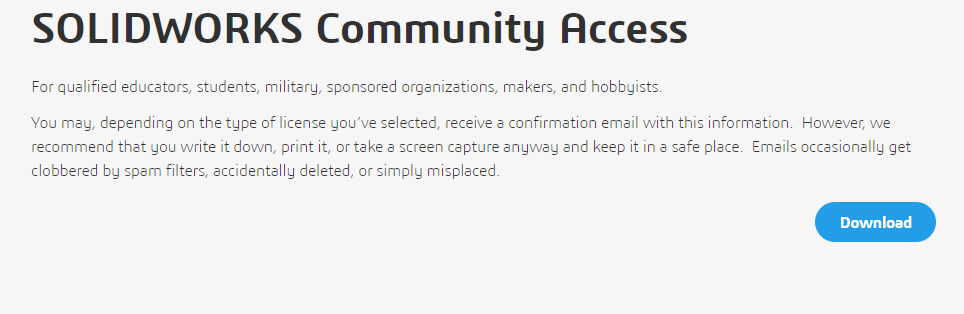 SOLIDWORKS Community Access
For qualified educators, students, military, sponsored organizations, makers, and hobbyists.
You may, depending on the type of license you've selected, receive a confirmation email with this information.  However, we
recommend that you write it down, print it, or take a screen capture anyway and keep it in a safe place.  Emails occasionally get
clobbered by spam filters, accidentally deleted, or simply misplaced.
Download